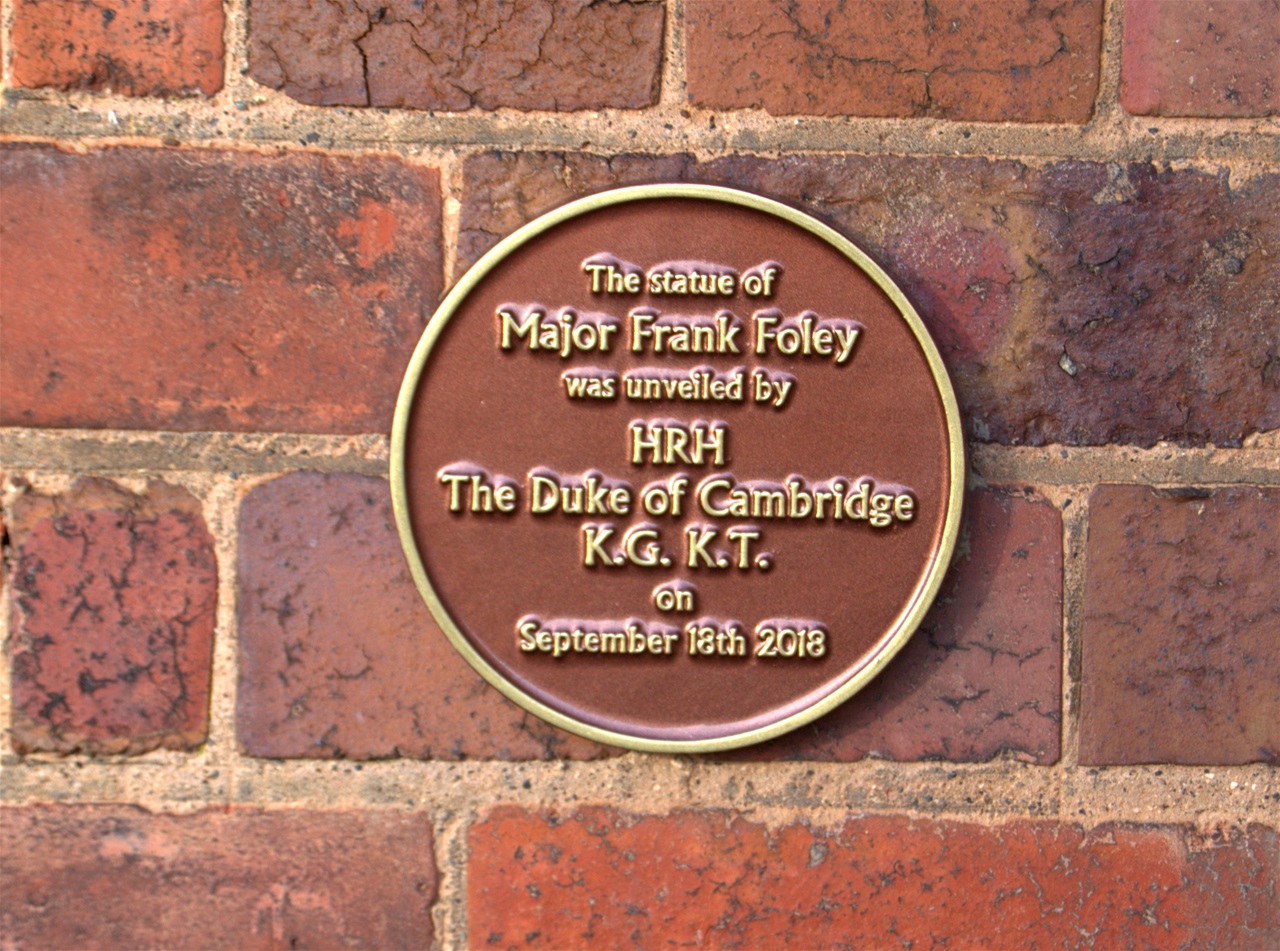 The statue of
Major Frank Foley
was unveiled by
HRH
The Duke of Cambridge
K.G. K.T.
on
September 18th 2018